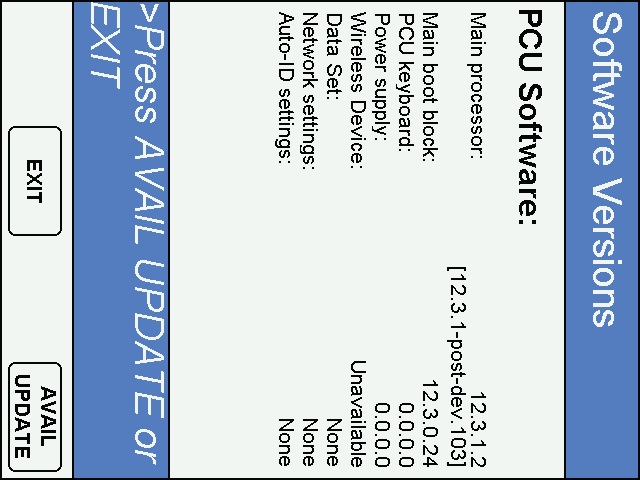 Software Versions
PCU Software:
Main processor: 12.3.1.2
[12.3.1-post-dev.103]
Main boot block: 12.3.0.24
PCU keyboard: 0.0.0.0
Power supply: 0.0.0.0
Wireless Device: Unavailable
Data Set: None
Network settings: None
Auto-ID settings: None
>Press AVAIL UPDATE or
EXIT
EXIT
AVAIL
UPDATE